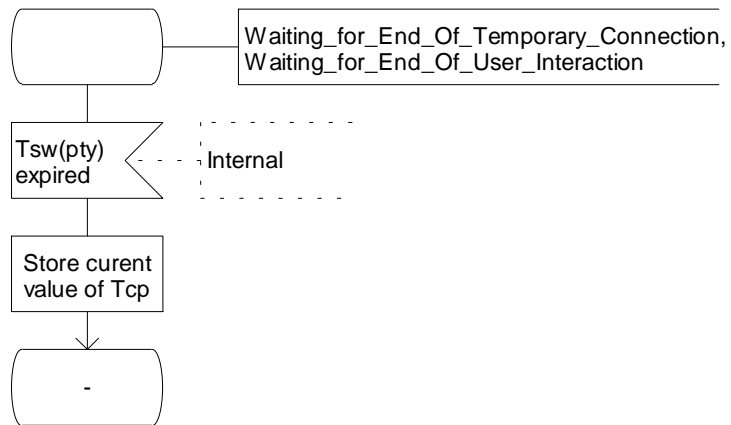 Waiting_for_End_Of_Temporary_Connection,
Waiting_for_End_Of_User_Interaction
Tsw(pty)
expired
Internal
Store curent
value of Tcp
-